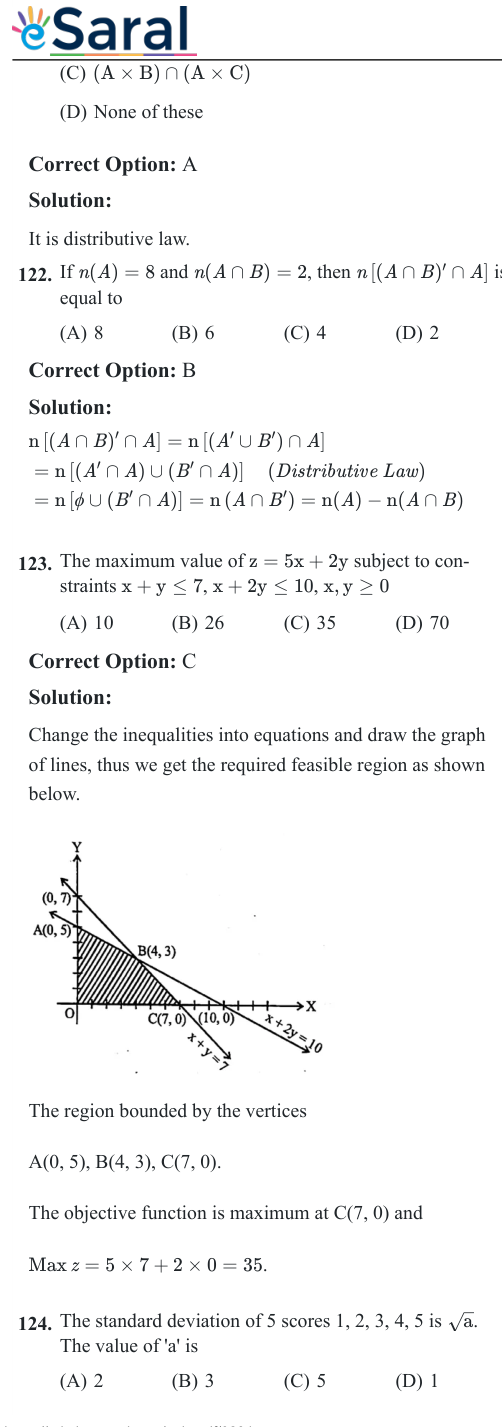 eSaral
(C) (A × B) ∩ (A × C)
(D) None of these
Correct Option: A
Solution:
It is distributive law.
122. If n(A) = 8 and n(A ∩ B) = 2, then n [(A ∩ B)′ ∩ A] is
equal to
(A) 8 (B) 6 (C) 4 (D) 2
Correct Option: B
Solution:
n [(A ∩ B)′ ∩ A] = n [(A′ ∪ B′) ∩ A]
= n [(A′ ∩ A) ∪ (B′ ∩ A)] (Distributive Law)
= n [ϕ ∪ (B′ ∩ A)] = n (A ∩ B′) = n(A) − n(A ∩ B)
123. The maximum value of z = 5x + 2y subject to con-
straints x + y ≤ 7, x + 2y ≤ 10, x, y ≥ 0
(A) 10 (B) 26 (C) 35 (D) 70
Correct Option: C
Solution:
Change the inequalities into equations and draw the graph
of lines, thus we get the required feasible region as shown
below.
Y
(0, 7)
A(0, 5)
B(4, 3)
X
O
C(7, 0) (10, 0)
x + 2y = 10
x + y = 7
The region bounded by the vertices
A(0, 5), B(4, 3), C(7, 0).
The objective function is maximum at C(7, 0) and
Max z = 5 × 7 + 2 × 0 = 35.
124. The standard deviation of 5 scores 1, 2, 3, 4, 5 is √a.
The value of 'a' is
(A) 2 (B) 3 (C) 5 (D) 1